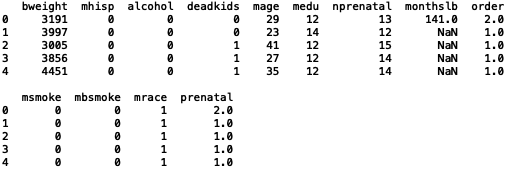 bweight mhisp alcohol deadkids mage medu nprenatal monthslb order
0 3191 0 0 0 29 12 13 141.0 2.0
1 3997 0 0 0 23 14 12 NaN 1.0
2 3005 0 0 1 41 12 15 NaN 1.0
3 3856 0 0 1 27 12 14 NaN 1.0
4 4451 0 0 1 35 12 14 NaN 1.0
msmoke mbsmoke mrace prenatal
0 0 0 1 2.0
1 0 0 1 1.0
2 0 0 1 1.0
3 0 0 1 1.0
4 0 0 1 1.0